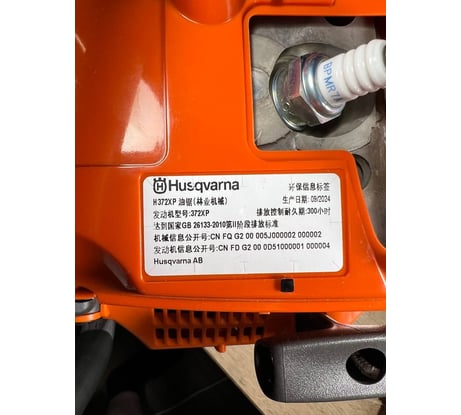 BPMR7A
Husqvarna 环保信息标签
H372XP 油锯(林业机械) 生产日期: 09/2024
发动机型号:372XP 排放控制耐久期:300小时
达到国家GB 26133-2010第II阶段排放标准
机械信息公开号:CN FQ G2 00 005J000002 000002
发动机信息公开号:CN FD G2 00 0D51000001 000004
Husqvarna AB